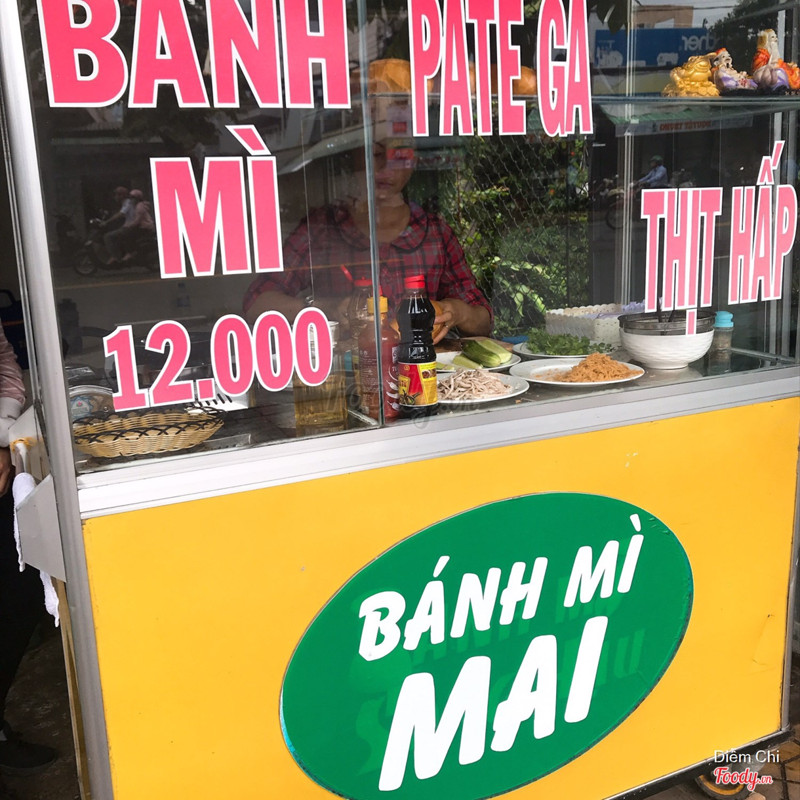 BÁNH
MÌ
12.000
PATE GA
THỊT HẤP
BÁNH MÌ
MAI
Diễm Chi
Foody.vn